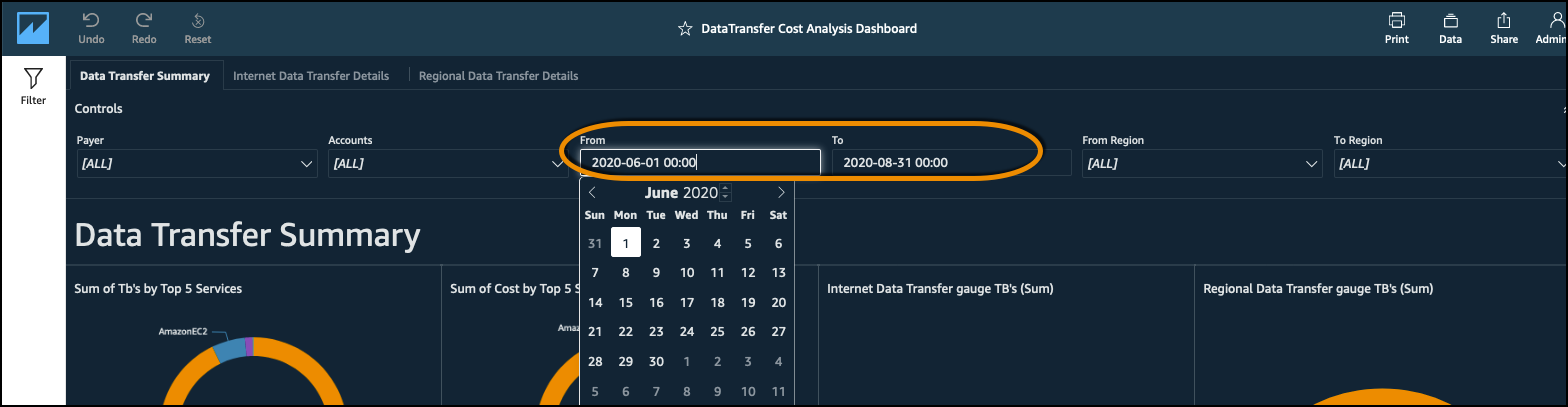 DataTransfer Cost Analysis Dashboard
Undo Redo Reset
Print Data Share Admin
Filter
Data Transfer Summary Internet Data Transfer Details Regional Data Transfer Details
Controls
Payer Accounts From To From Region To Region
[ALL] [ALL] 2020-06-01 00:00 2020-08-31 00:00 [ALL] [ALL]
June 2020
Sun Mon Tue Wed Thu Fri Sat
31 1 2 3 4 5 6
7 8 9 10 11 12 13
14 15 16 17 18 19 20
21 22 23 24 25 26 27
28 29 30 1 2 3 4
5 6 7 8 9 10 11
Data Transfer Summary
Sum of Tb's by Top 5 Services Sum of Cost by Top 5 S Internet Data Transfer gauge TB's (Sum) Regional Data Transfer gauge TB's (Sum)
AmazonEC2 Ama